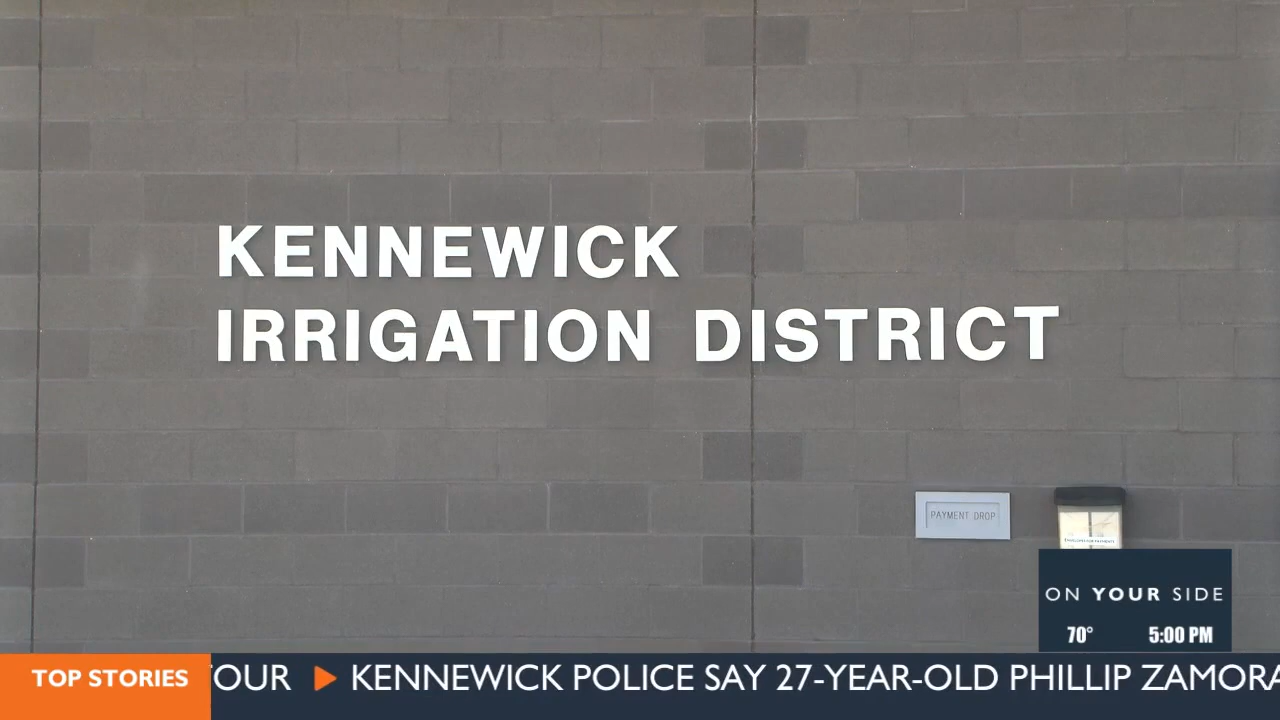 KENNEWICK
IRRIGATION DISTRICT
PAYMENT DROP
ON YOUR SIDE
70° 5:00 PM
TOP STORIES
OUR ▶ KENNEWICK POLICE SAY 27-YEAR-OLD PHILLIP ZAMORA